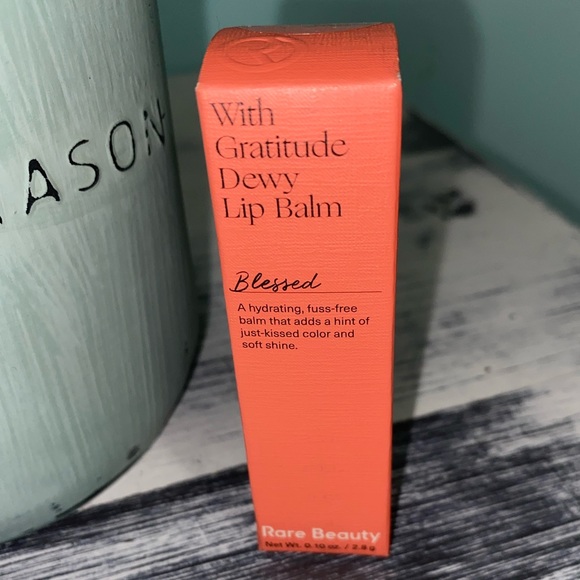 ASON
With
Gratitude
Dewy
Lip Balm
Blessed
A hydrating, fuss-free
balm that adds a hint of
just-kissed color and
soft shine.
Rare Beauty
Net Wt. 0.10 oz. / 2.8 g